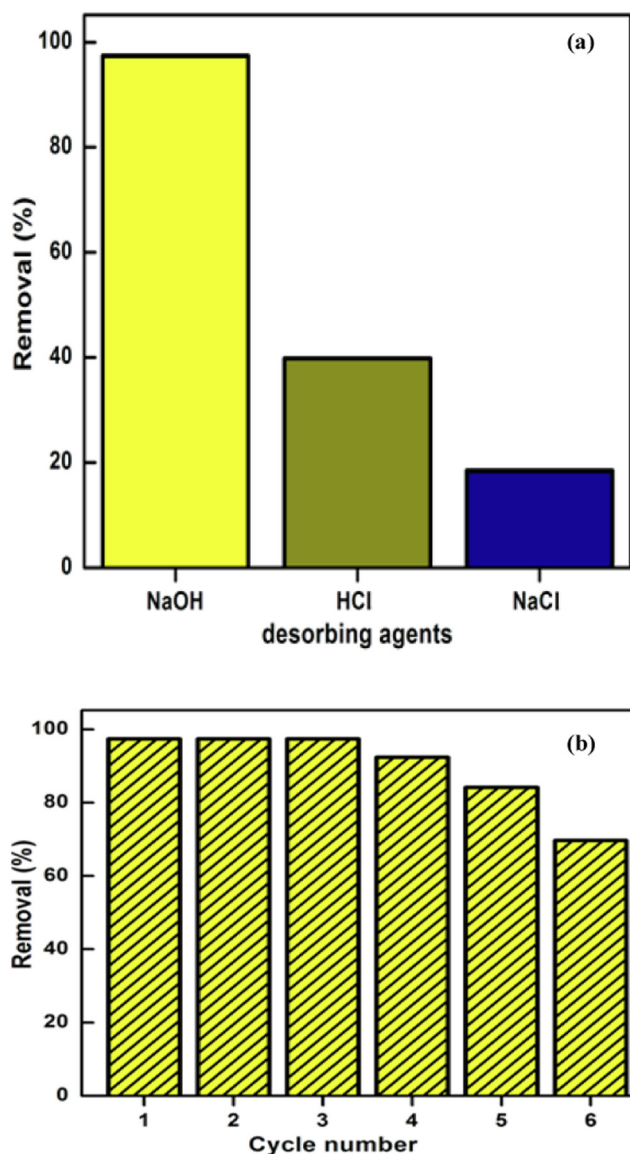 (a)
Removal (%)
100
80
60
40
20
0
NaOH HCl NaCl
desorbing agents
(b)
Removal (%)
100
80
60
40
20
0
1 2 3 4 5 6
Cycle number